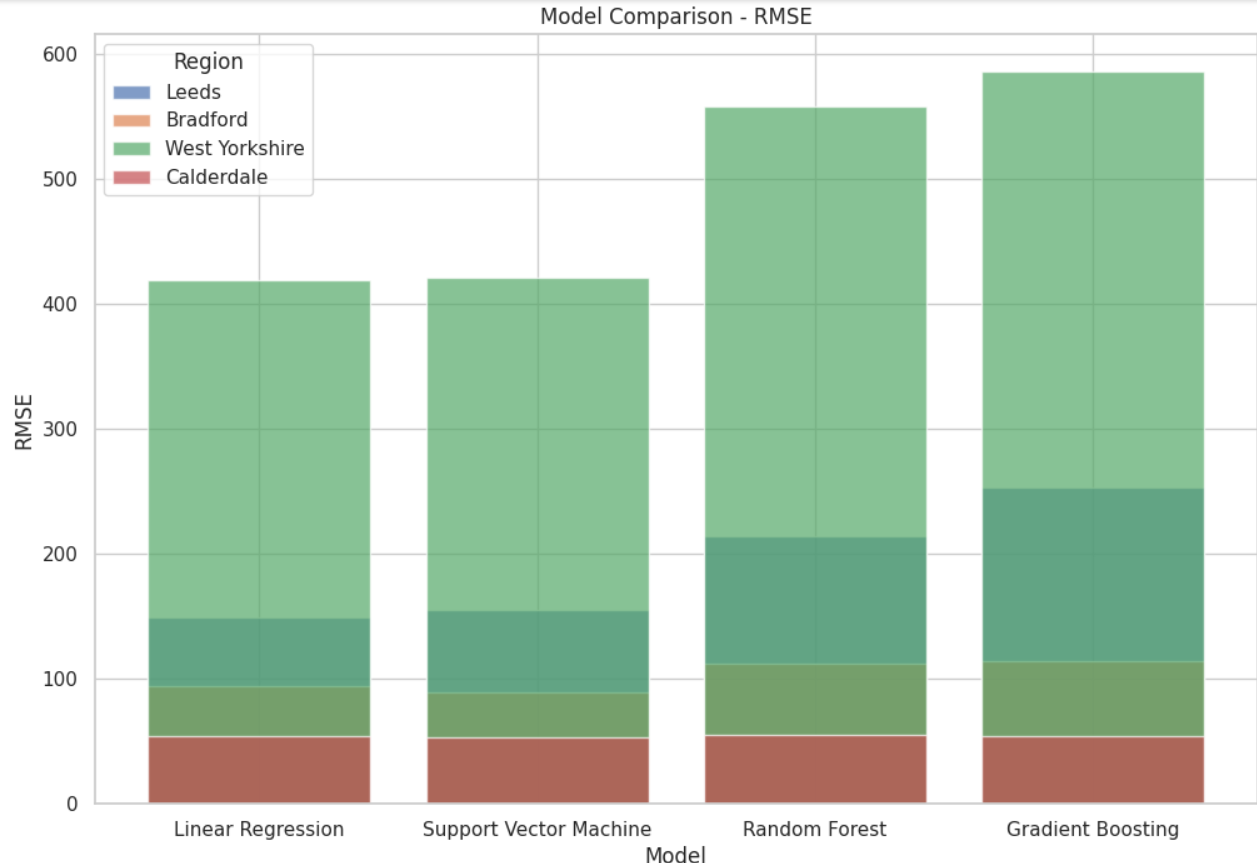 Model Comparison - RMSE
Region
Leeds
Bradford
West Yorkshire
Calderdale
600
500
400
300
200
100
0
RMSE
Linear Regression
Support Vector Machine
Random Forest
Gradient Boosting
Model